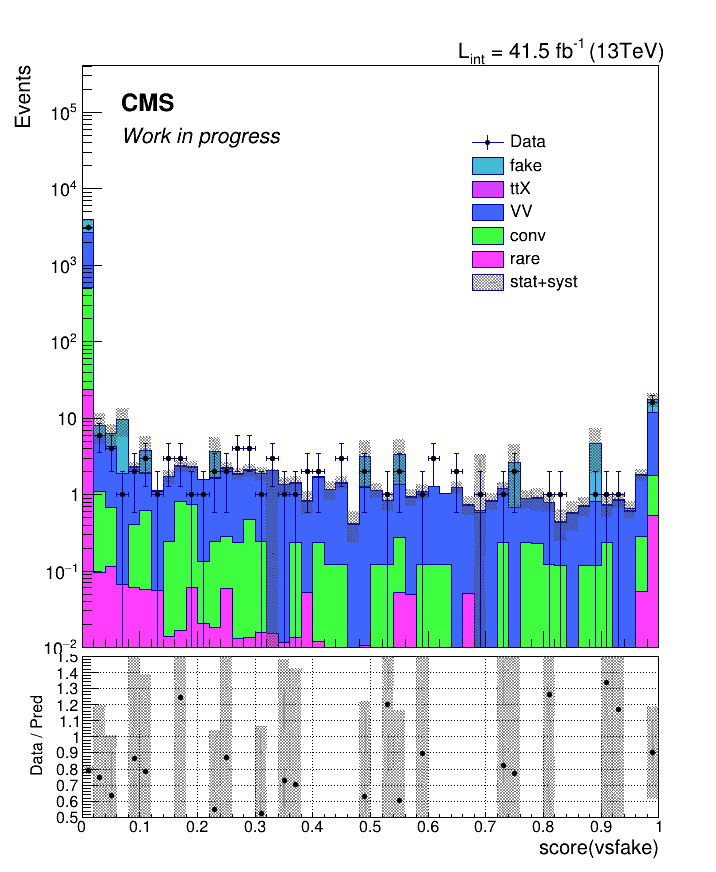 L_int = 41.5 fb^-1 (13TeV)
Events
CMS
Work in progress
Data
fake
ttX
VV
conv
rare
stat+syst
10^5
10^4
10^3
10^2
10
1
10^-1
10^-2
Data / Pred
1.5
1.4
1.3
1.2
1.1
1
0.9
0.8
0.7
0.6
0.5
0 0.1 0.2 0.3 0.4 0.5 0.6 0.7 0.8 0.9 1
score(vsfake)